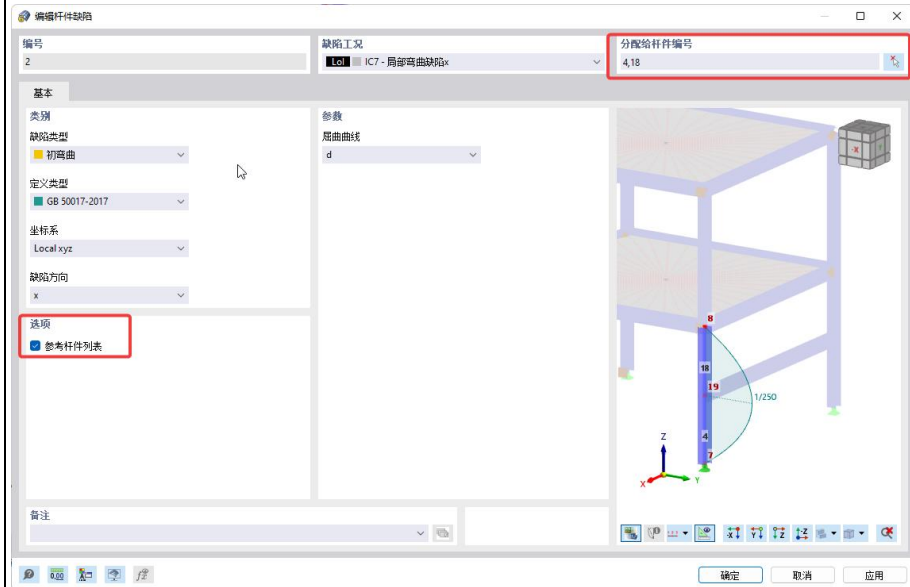 编辑杆件缺陷
编号
2
缺陷工况
LoI IC7 - 局部弯曲缺陷x
分配给杆件编号
4,18
基本
类别
缺陷类型
初弯曲
定义类型
GB 50017-2017
坐标系
Local xyz
缺陷方向
x
选项
参考杆件列表
参数
屈曲曲线
d
-X
8
18
19
1/250
4
7
Z
X
Y
备注
确定
取消
应用